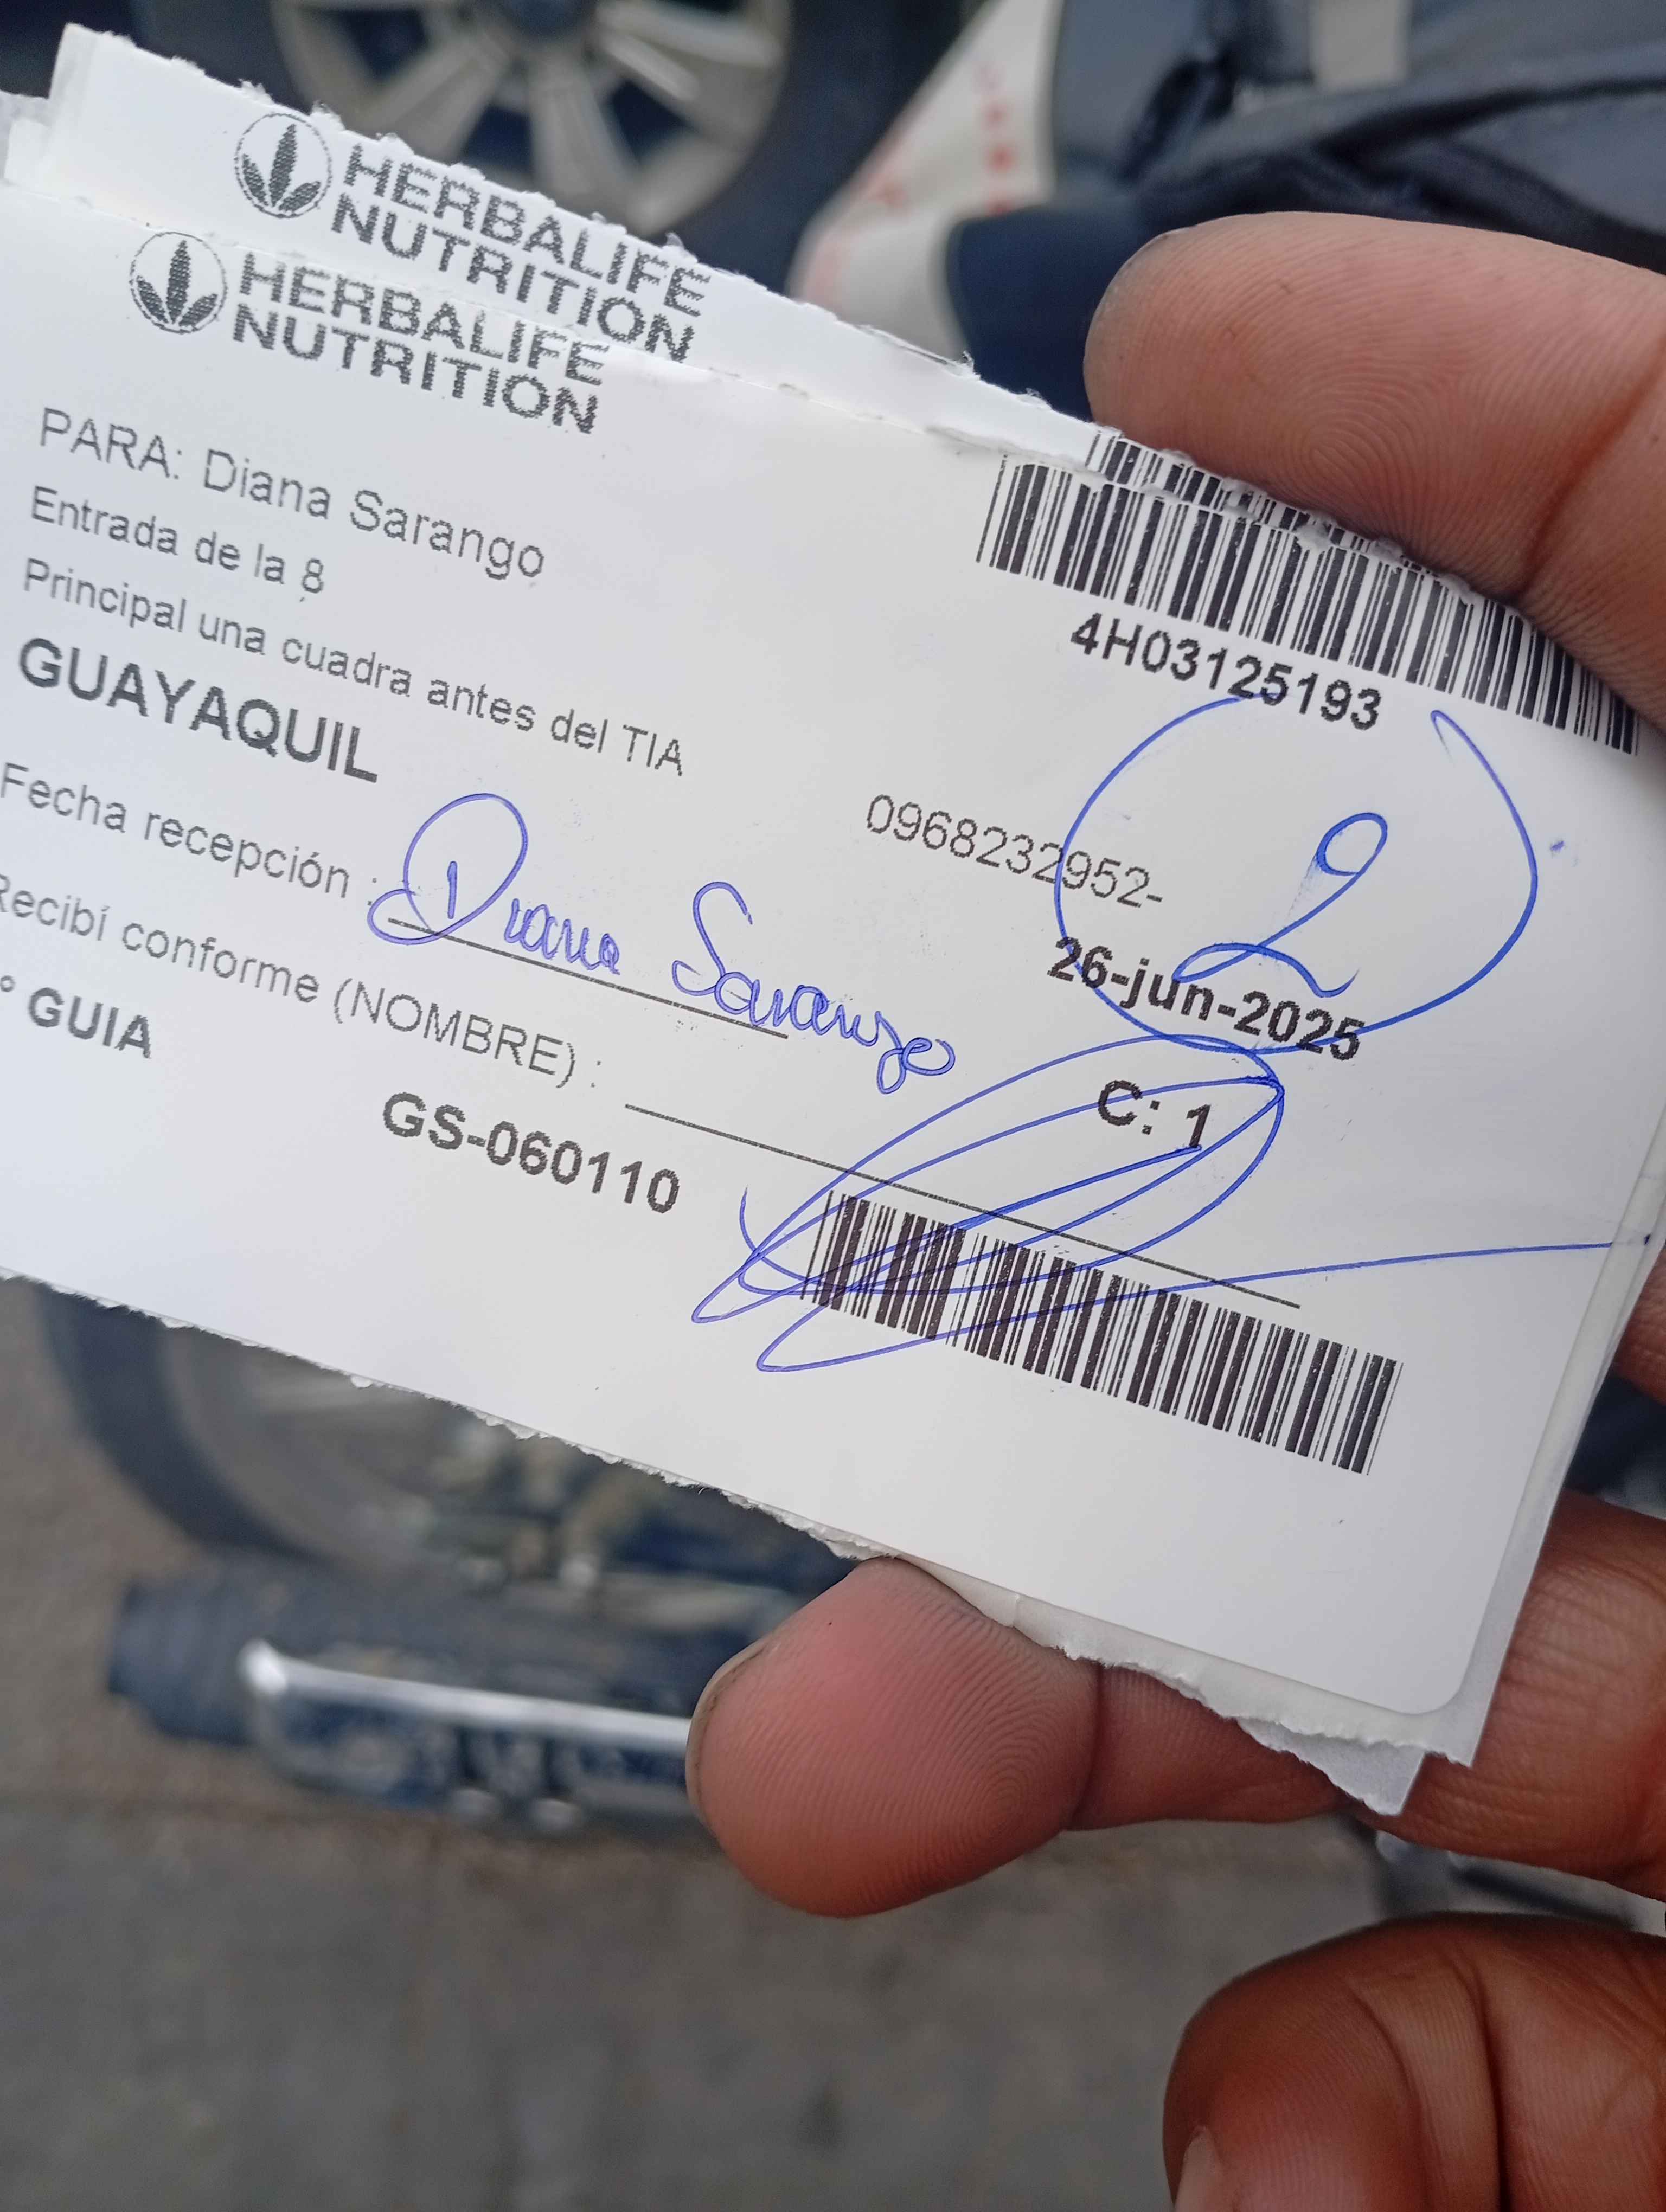 HERBALIFE
NUTRITION
HERBALIFE
NUTRITION
PARA: Diana Sarango
Entrada de la 8
Principal una cuadra antes del TIA
GUAYAQUIL
4H03125193
0968232952-
2
26-jun-2025
Fecha recepción : Diana Sarango
Recibí conforme (NOMBRE) :
C: 1
° GUIA
GS-060110